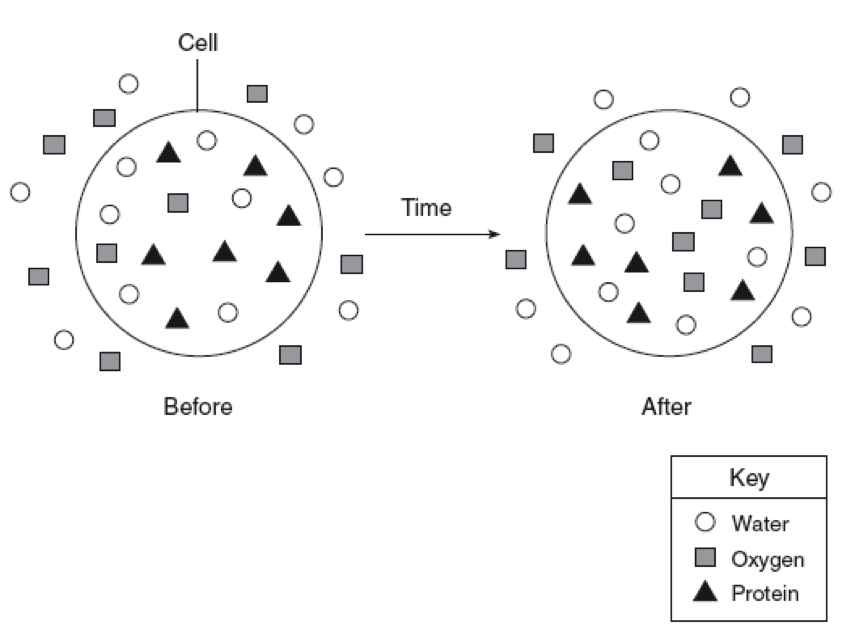 Cell
Time
Before
After
Key
Water
Oxygen
Protein